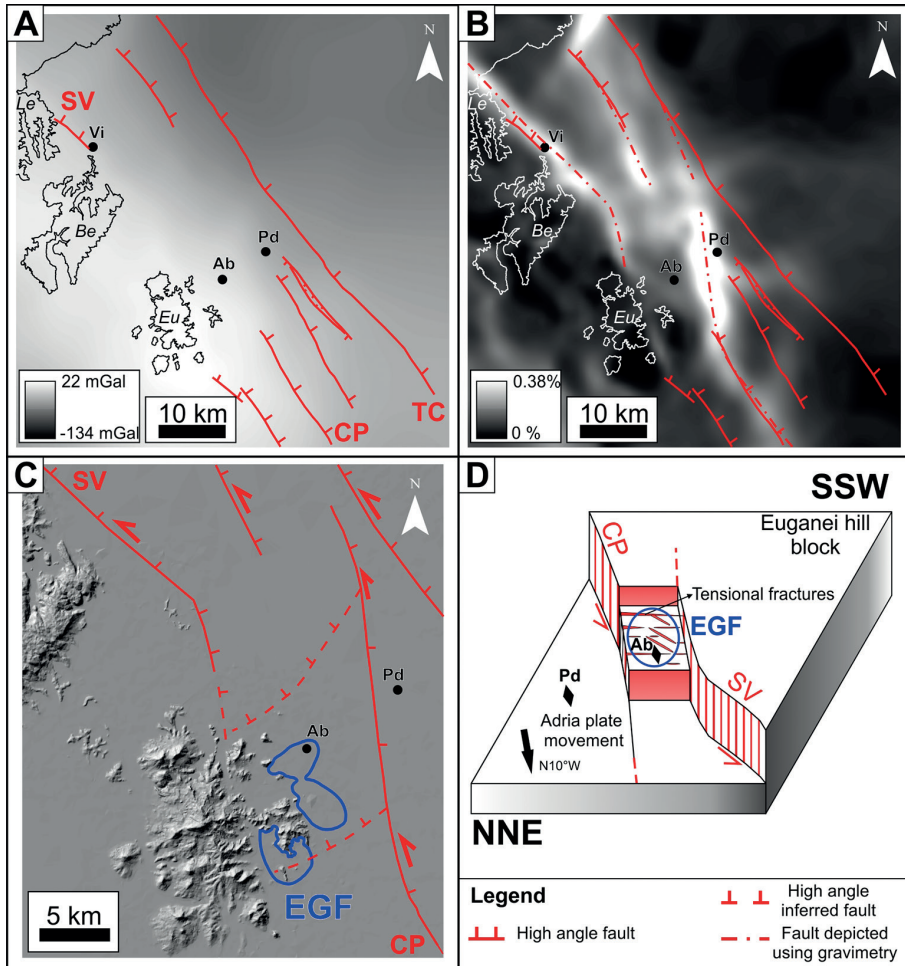 A
N
Le
SV
Vi
Be
Pd
Ab
Eu
22 mGal
-134 mGal
10 km
CP
TC
B
N
Le
Vi
Be
Pd
Ab
Eu
0.38%
0 %
10 km
C
SV
N
Pd
Ab
EGF
5 km
CP
D
SSW
Euganei hill
block
CP
Tensional fractures
EGF
Ab
Pd
SV
Adria plate
movement
N10°W
NNE
Legend
High angle fault
High angle
inferred fault
Fault depicted
using gravimetry